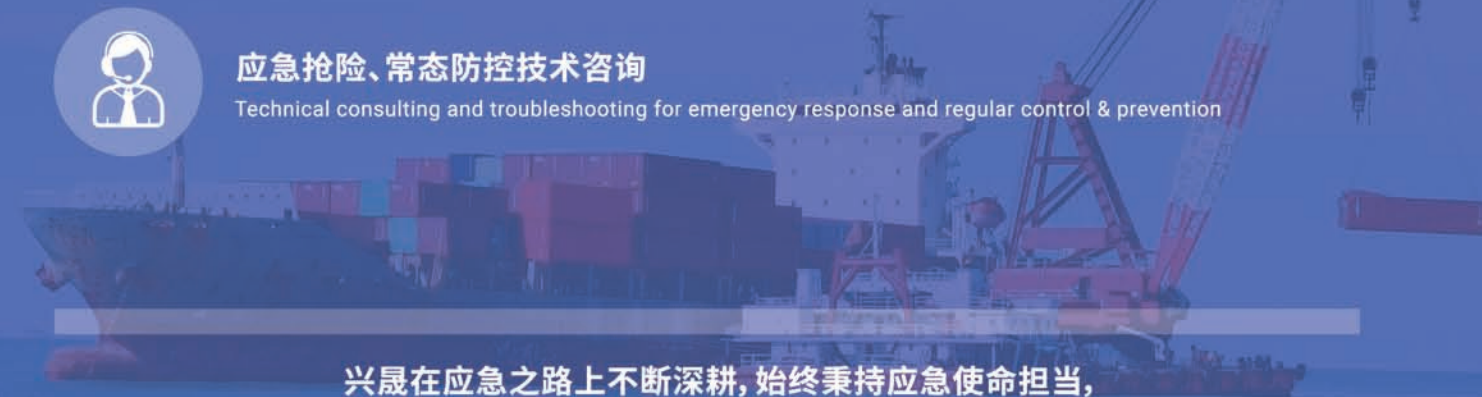 应急抢险、常态防控技术咨询
Technical consulting and troubleshooting for emergency response and regular control & prevention
兴晟在应急之路上不断深耕,始终秉持应急使命担当,